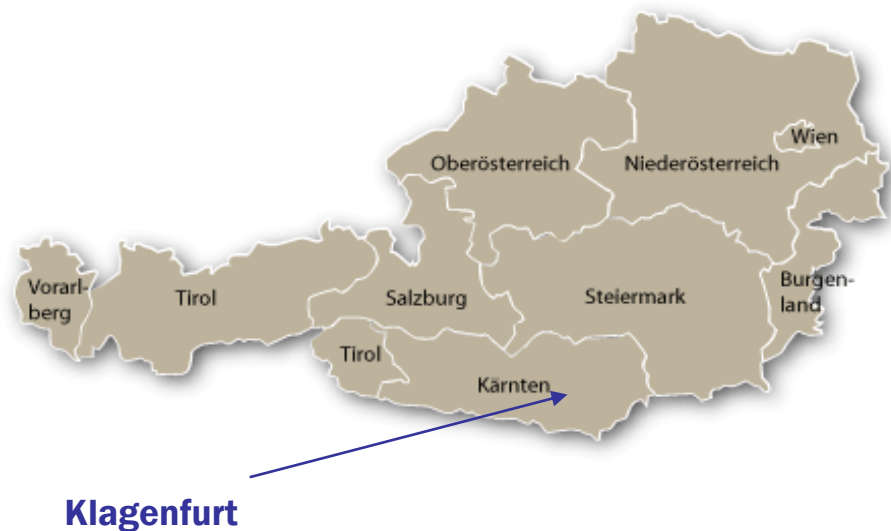 Wien
Oberösterreich
Niederösterreich
Vorarl-
berg
Tirol
Salzburg
Steiermark
Burgen-
land
Tirol
Kärnten
Klagenfurt